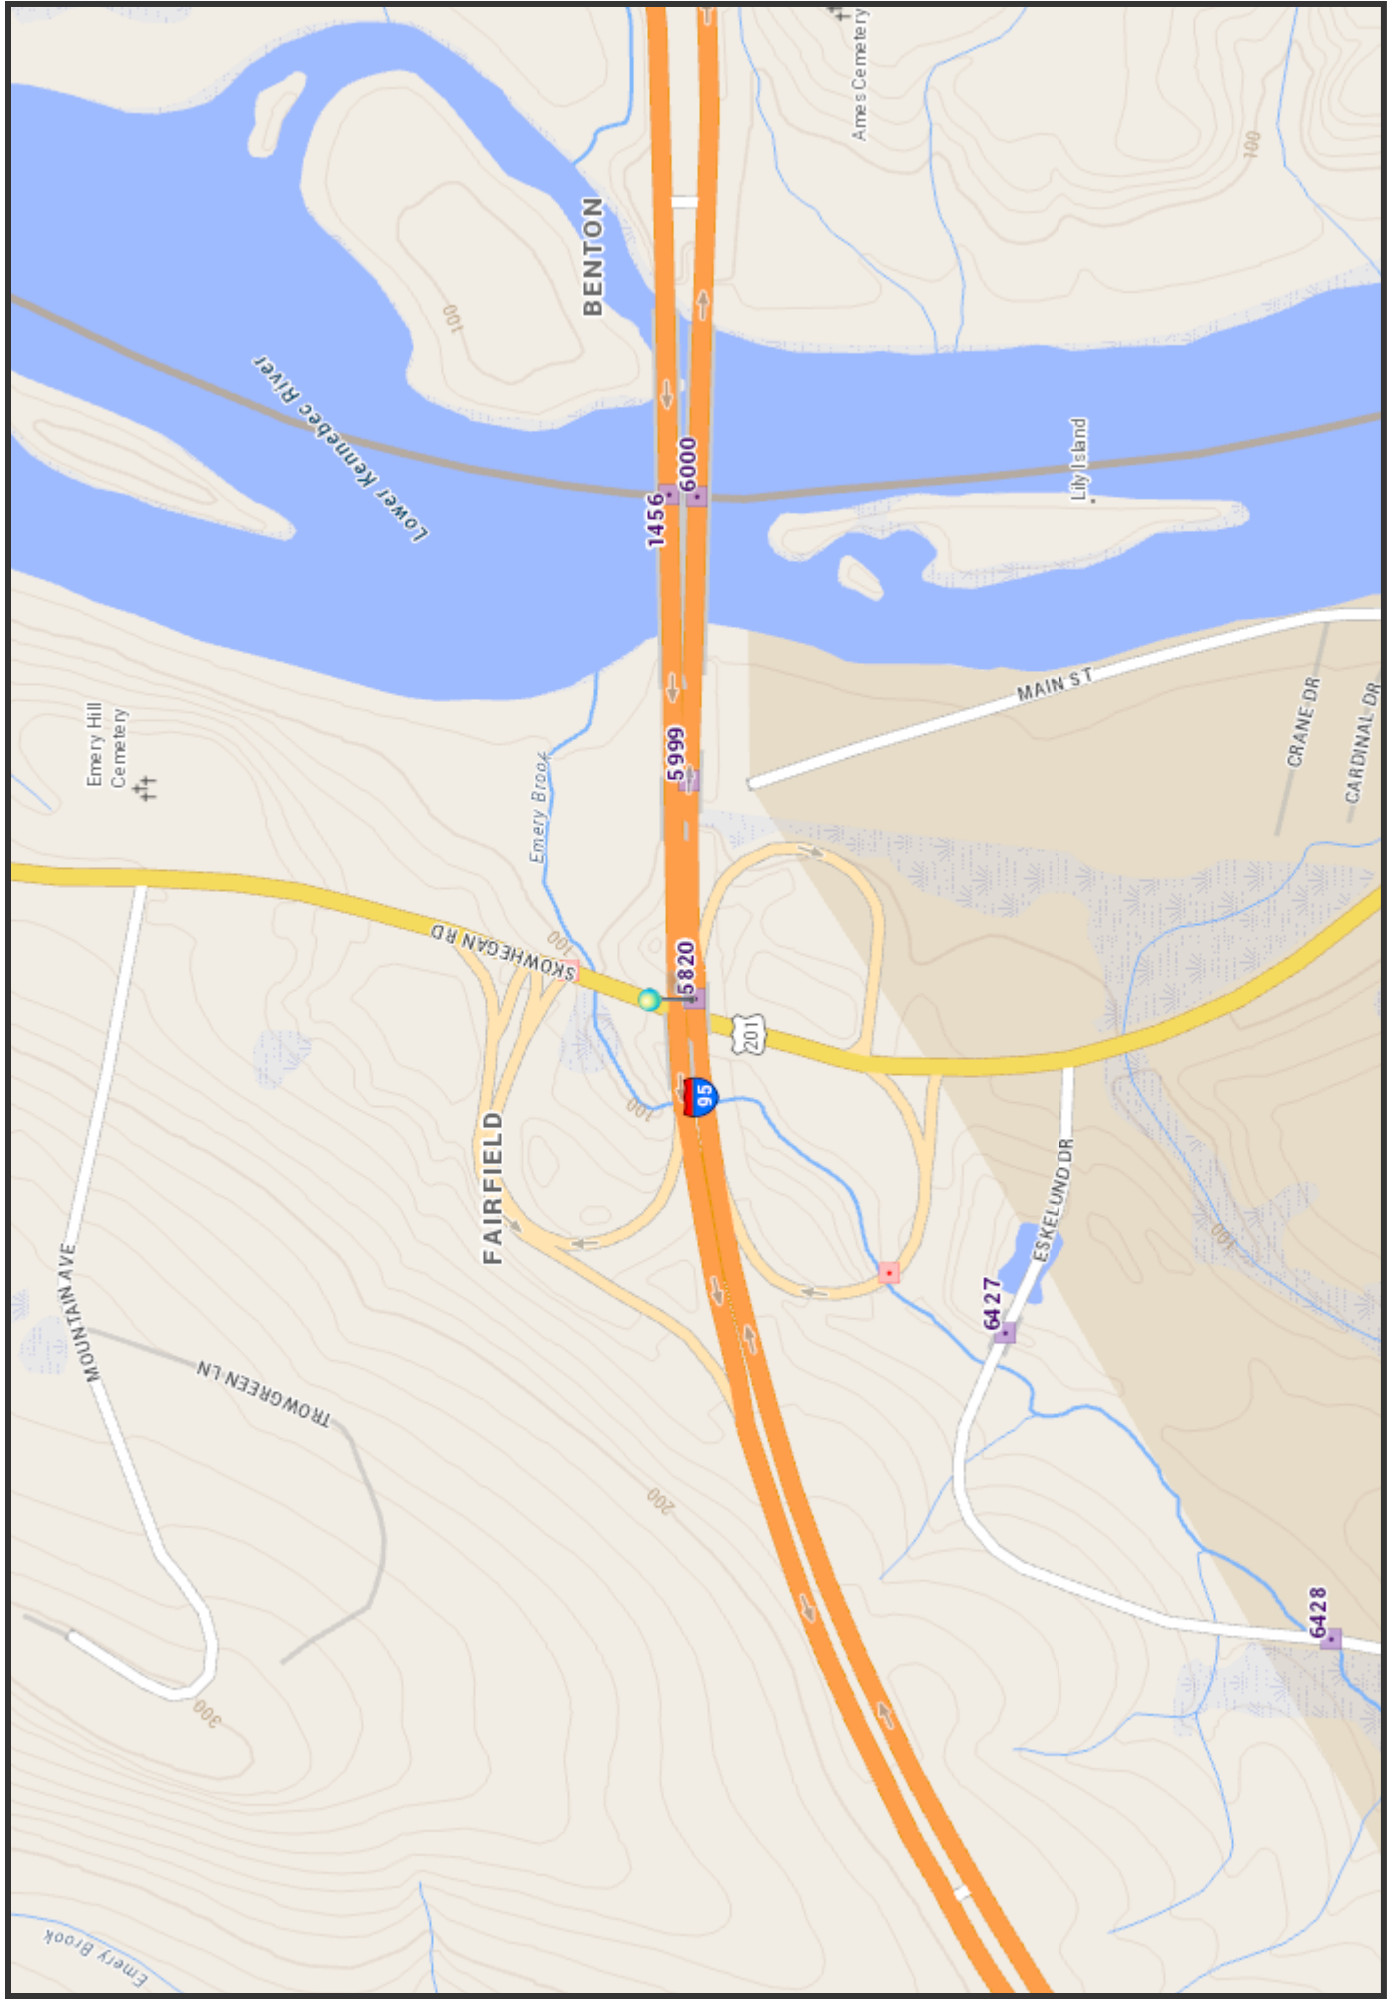 Ames Cemetery
100
BENTON
100
Lower Kennebec River
6000
1456
Lily Island
MAIN ST
CRANE DR
CARDINAL DR
Emery Hill
Cemetery
5999
Emery Brook
SKOWHEGAN RD
100
5820
201
95
100
FAIRFIELD
ESKELUND DR
100
6427
MOUNTAIN AVE
TROWGREEN LN
200
6428
300
Emery Brook